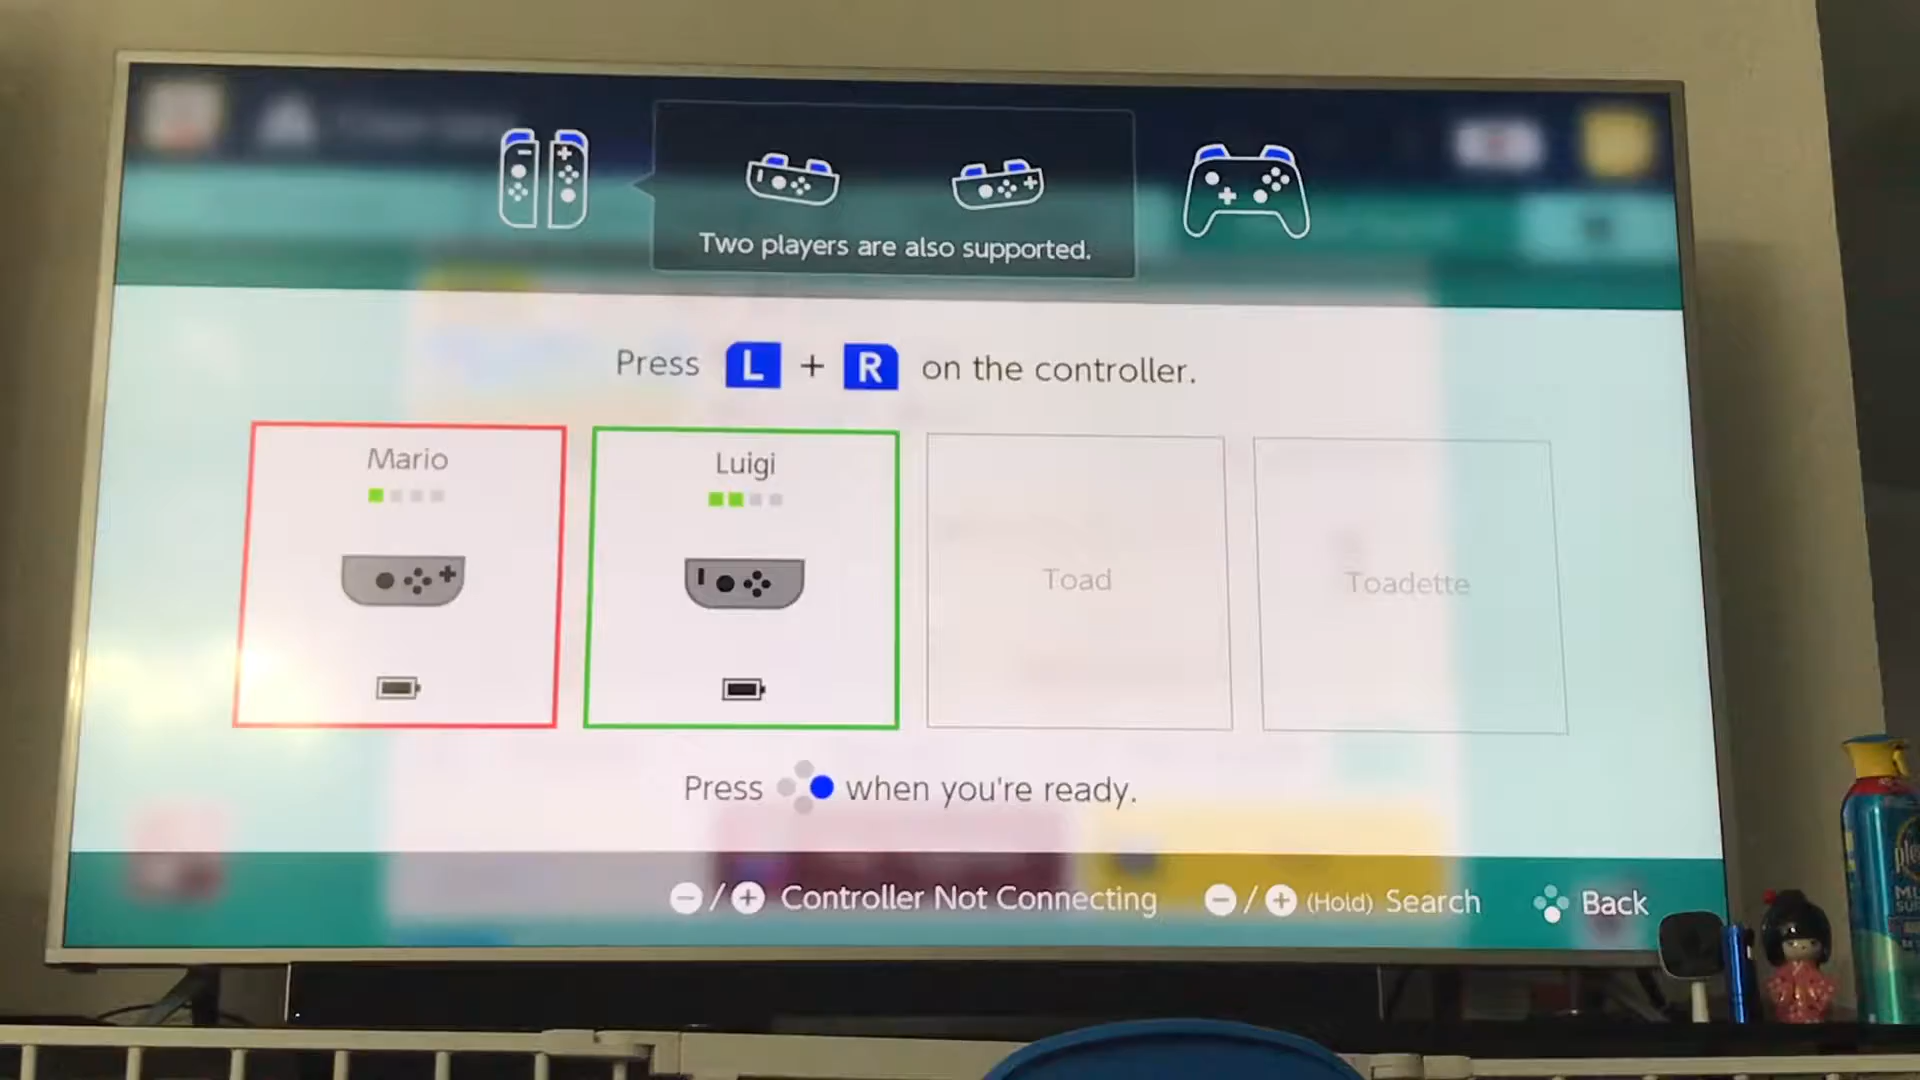 Two players are also supported.
Press L + R on the controller.
Mario
Luigi
Toad
Toadette
Press when you're ready.
−/+ Controller Not Connecting
−/+ (Hold) Search
Back